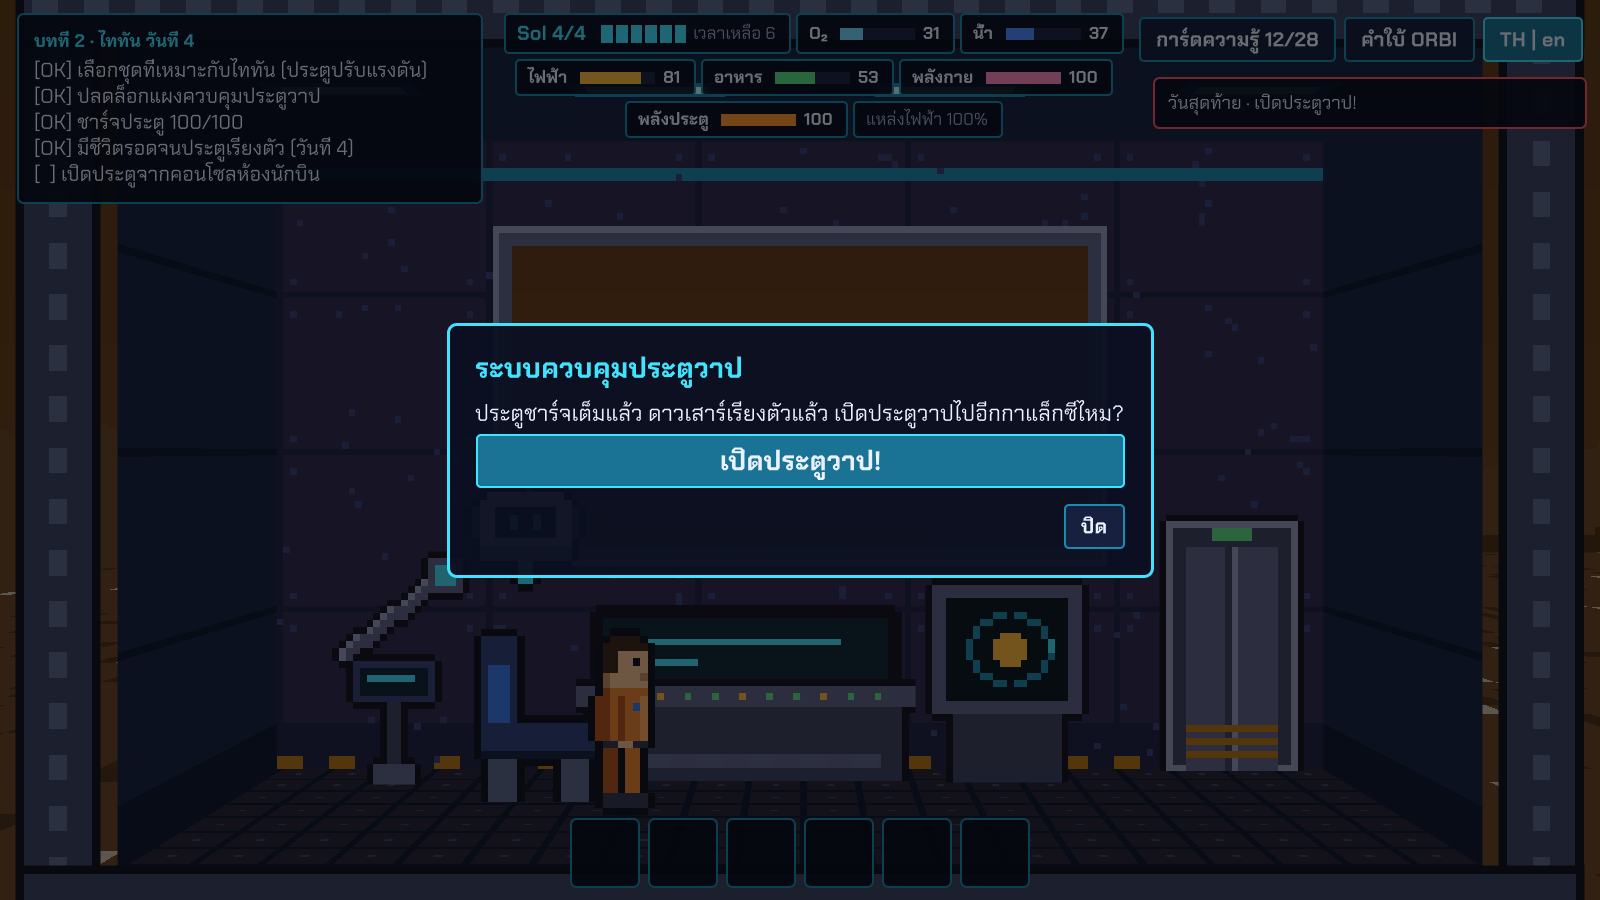 บทที่ 2 · ไททัน วันที่ 4
[OK] เลือกชุดที่เหมาะกับไททัน (ประตูปรับแรงดัน)
[OK] ปลดล็อกแผงควบคุมประตูวาป
[OK] ชาร์จประตู 100/100
[OK] มีชีวิตรอดจนประตูเรียงตัว (วันที่ 4)
[ ] เปิดประตูจากคอนโซลห้องนักบิน
Sol 4/4 เวลาเหลือ 6
O₂ 31
น้ำ 37
ไฟฟ้า 81
อาหาร 53
พลังกาย 100
พลังประตู 100
แหล่งไฟฟ้า 100%
การ์ดความรู้ 12/28
คำใบ้ ORBI
TH | en
วันสุดท้าย · เปิดประตูวาป!
ระบบควบคุมประตูวาป
ประตูชาร์จเต็มแล้ว ดาวเสาร์เรียงตัวแล้ว เปิดประตูวาปไปอีกกาแล็กซีไหม?
เปิดประตูวาป!
ปิด